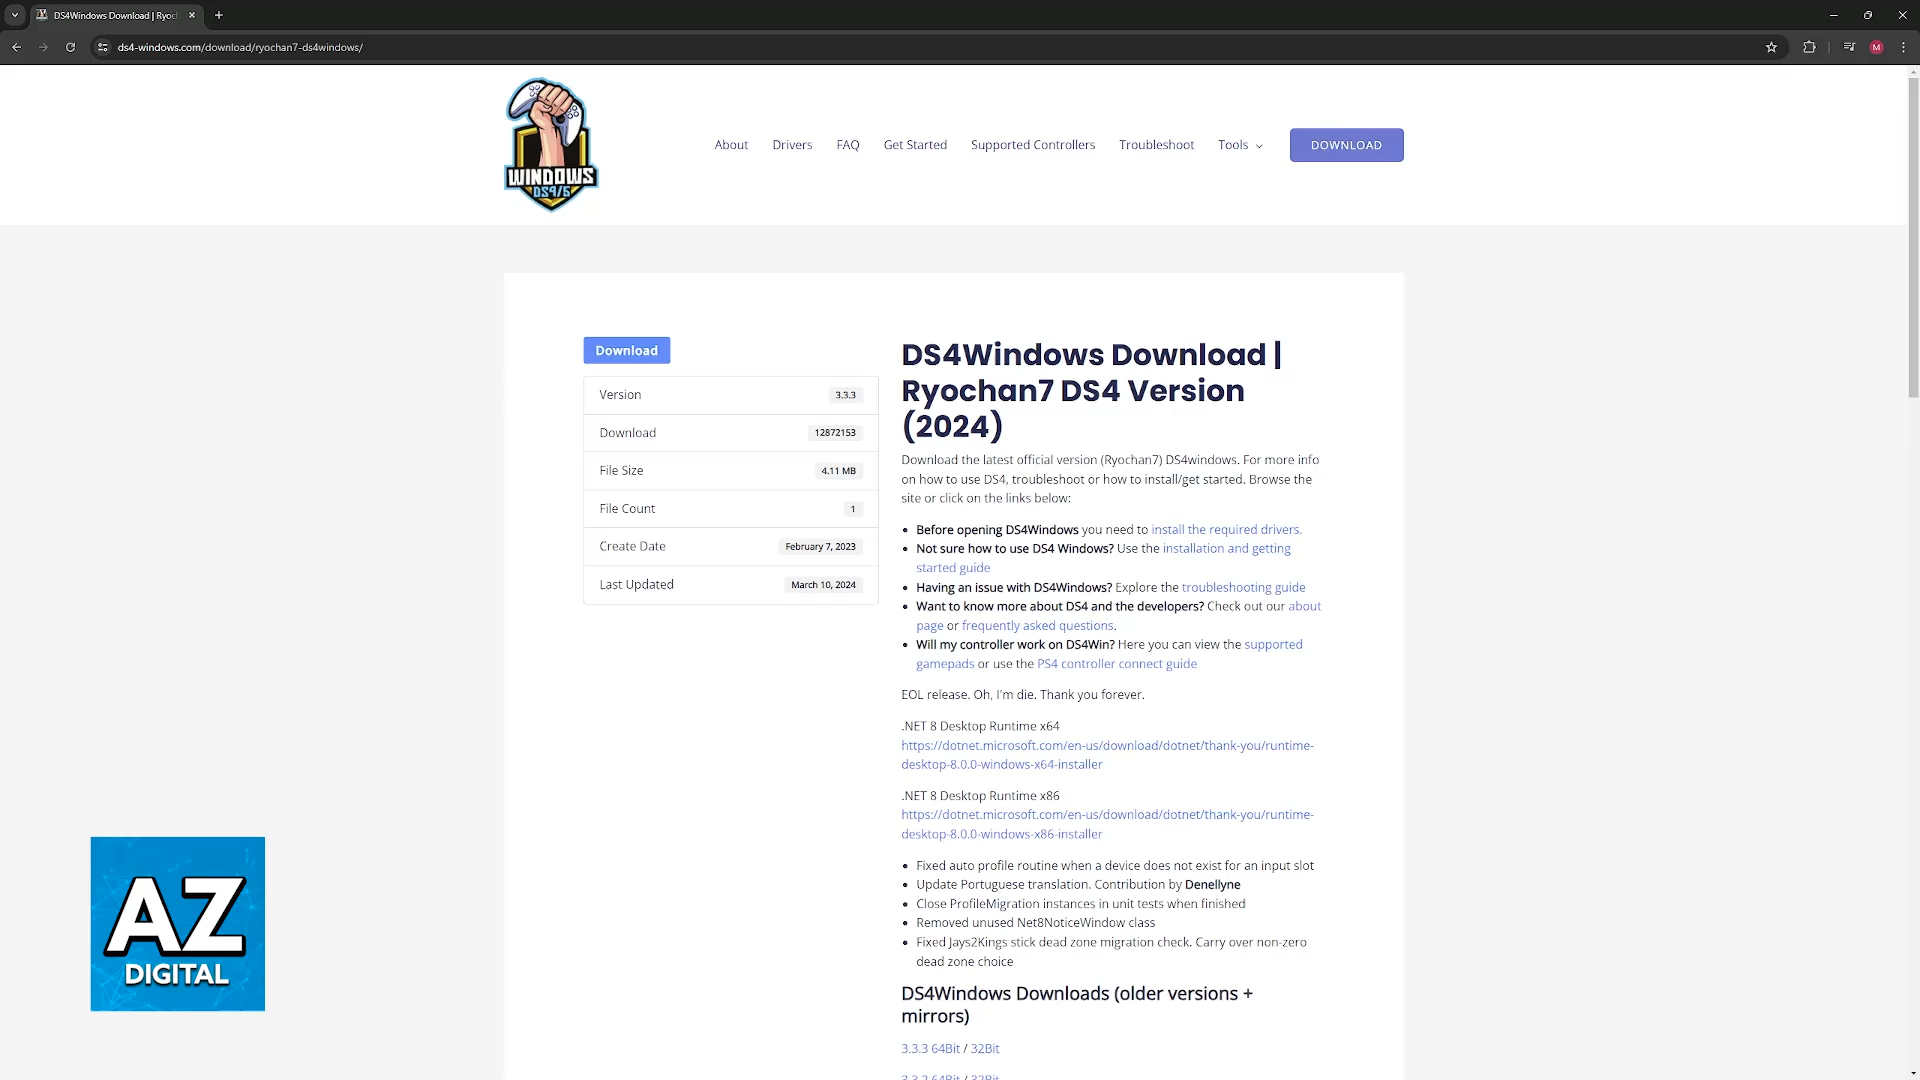 DS4Windows Download | Ryoc
ds4-windows.com/download/ryochan7-ds4windows/
M
WINDOWS
DS4/5
About
Drivers
FAQ
Get Started
Supported Controllers
Troubleshoot
Tools
DOWNLOAD
Download
Version 3.3.3
Download 12872153
File Size 4.11 MB
File Count 1
Create Date February 7, 2023
Last Updated March 10, 2024
DS4Windows Download |
Ryochan7 DS4 Version
(2024)
Download the latest official version (Ryochan7) DS4windows. For more info
on how to use DS4, troubleshoot or how to install/get started. Browse the
site or click on the links below:
Before opening DS4Windows you need to install the required drivers.
Not sure how to use DS4 Windows? Use the installation and getting
started guide
Having an issue with DS4Windows? Explore the troubleshooting guide
Want to know more about DS4 and the developers? Check out our about
page or frequently asked questions.
Will my controller work on DS4Win? Here you can view the supported
gamepads or use the PS4 controller connect guide
EOL release. Oh, I'm die. Thank you forever.
.NET 8 Desktop Runtime x64
https://dotnet.microsoft.com/en-us/download/dotnet/thank-you/runtime-
desktop-8.0.0-windows-x64-installer
.NET 8 Desktop Runtime x86
https://dotnet.microsoft.com/en-us/download/dotnet/thank-you/runtime-
desktop-8.0.0-windows-x86-installer
Fixed auto profile routine when a device does not exist for an input slot
Update Portuguese translation. Contribution by Denellyne
Close ProfileMigration instances in unit tests when finished
Removed unused Net8NoticeWindow class
Fixed Jays2Kings stick dead zone migration check. Carry over non-zero
dead zone choice
DS4Windows Downloads (older versions +
mirrors)
3.3.3 64Bit / 32Bit
3.3.2 64Bit / 32Bit
AZ
DIGITAL